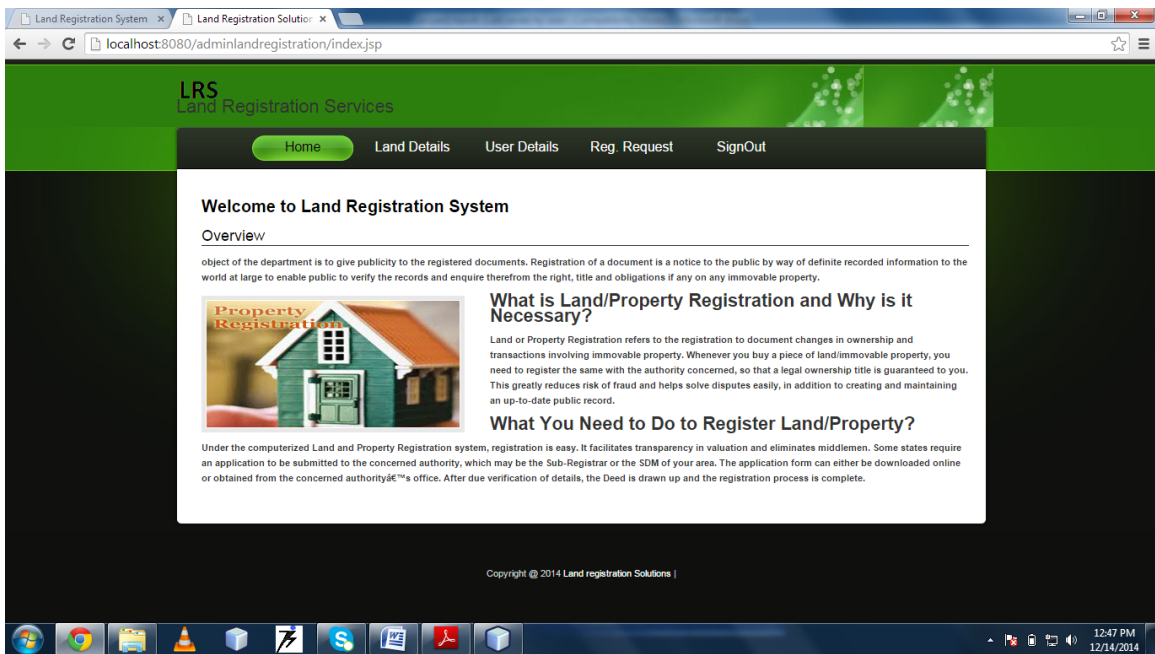 Land Registration System
Land Registration Solutior
localhost:8080/adminlandregistration/index.jsp
LRS
Land Registration Services
Home Land Details User Details Reg. Request SignOut
Welcome to Land Registration System
Overview
object of the department is to give publicity to the registered documents. Registration of a document is a notice to the public by way of definite recorded information to the
world at large to enable public to verify the records and enquire therefrom the right, title and obligations if any on any immovable property.
Property
Registration
What is Land/Property Registration and Why is it
Necessary?
Land or Property Registration refers to the registration to document changes in ownership and
transactions involving immovable property. Whenever you buy a piece of land/immovable property, you
need to register the same with the authority concerned, so that a legal ownership title is guaranteed to you.
This greatly reduces risk of fraud and helps solve disputes easily, in addition to creating and maintaining
an up-to-date public record.
What You Need to Do to Register Land/Property?
Under the computerized Land and Property Registration system, registration is easy. It facilitates transparency in valuation and eliminates middlemen. Some states require
an application to be submitted to the concerned authority, which may be the Sub-Registrar or the SDM of your area. The application form can either be downloaded online
or obtained from the concerned authorityâ€™s office. After due verification of details, the Deed is drawn up and the registration process is complete.
Copyright @ 2014 Land registration Solutions |
12:47 PM
12/14/2014